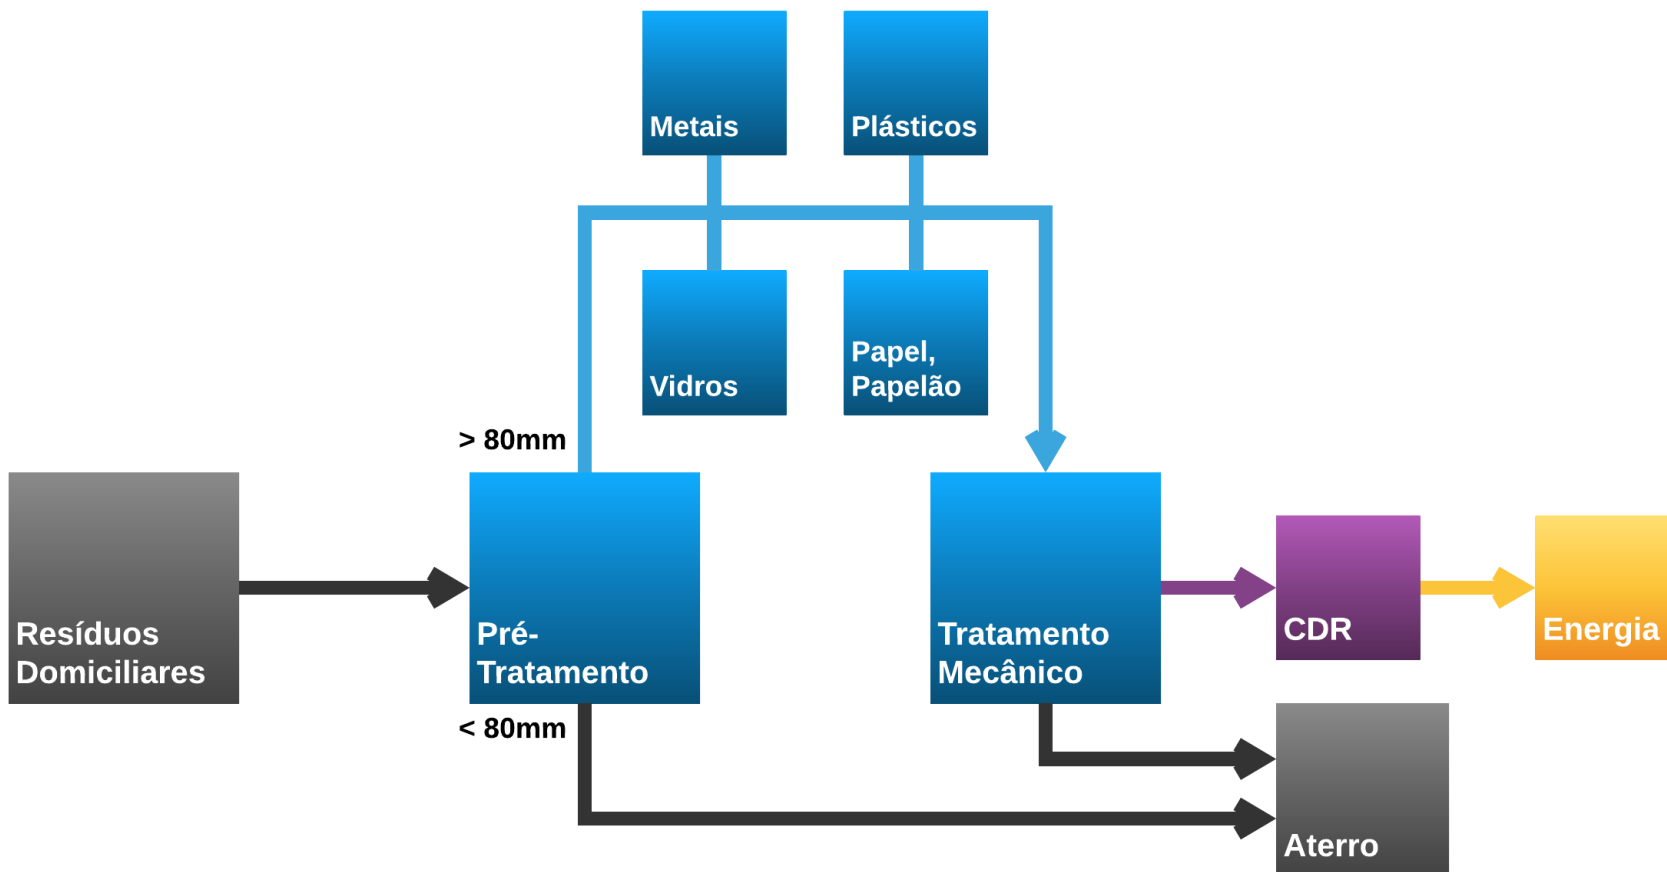 Metais
Plásticos
Vidros
Papel,
Papelão
> 80mm
Resíduos
Domiciliares
Pré-
Tratamento
Tratamento
Mecânico
CDR
Energia
< 80mm
Aterro